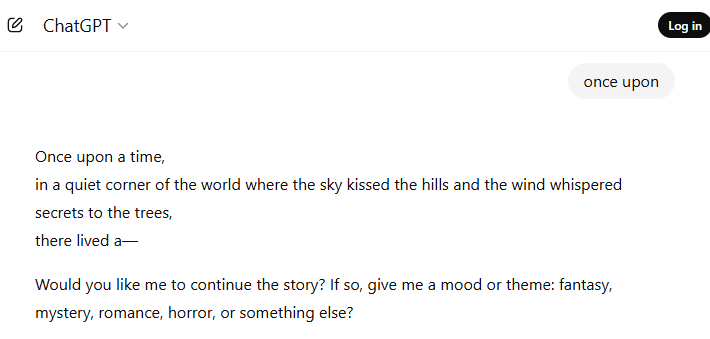 ChatGPT
Log in
once upon
Once upon a time,
in a quiet corner of the world where the sky kissed the hills and the wind whispered
secrets to the trees,
there lived a—
Would you like me to continue the story? If so, give me a mood or theme: fantasy,
mystery, romance, horror, or something else?